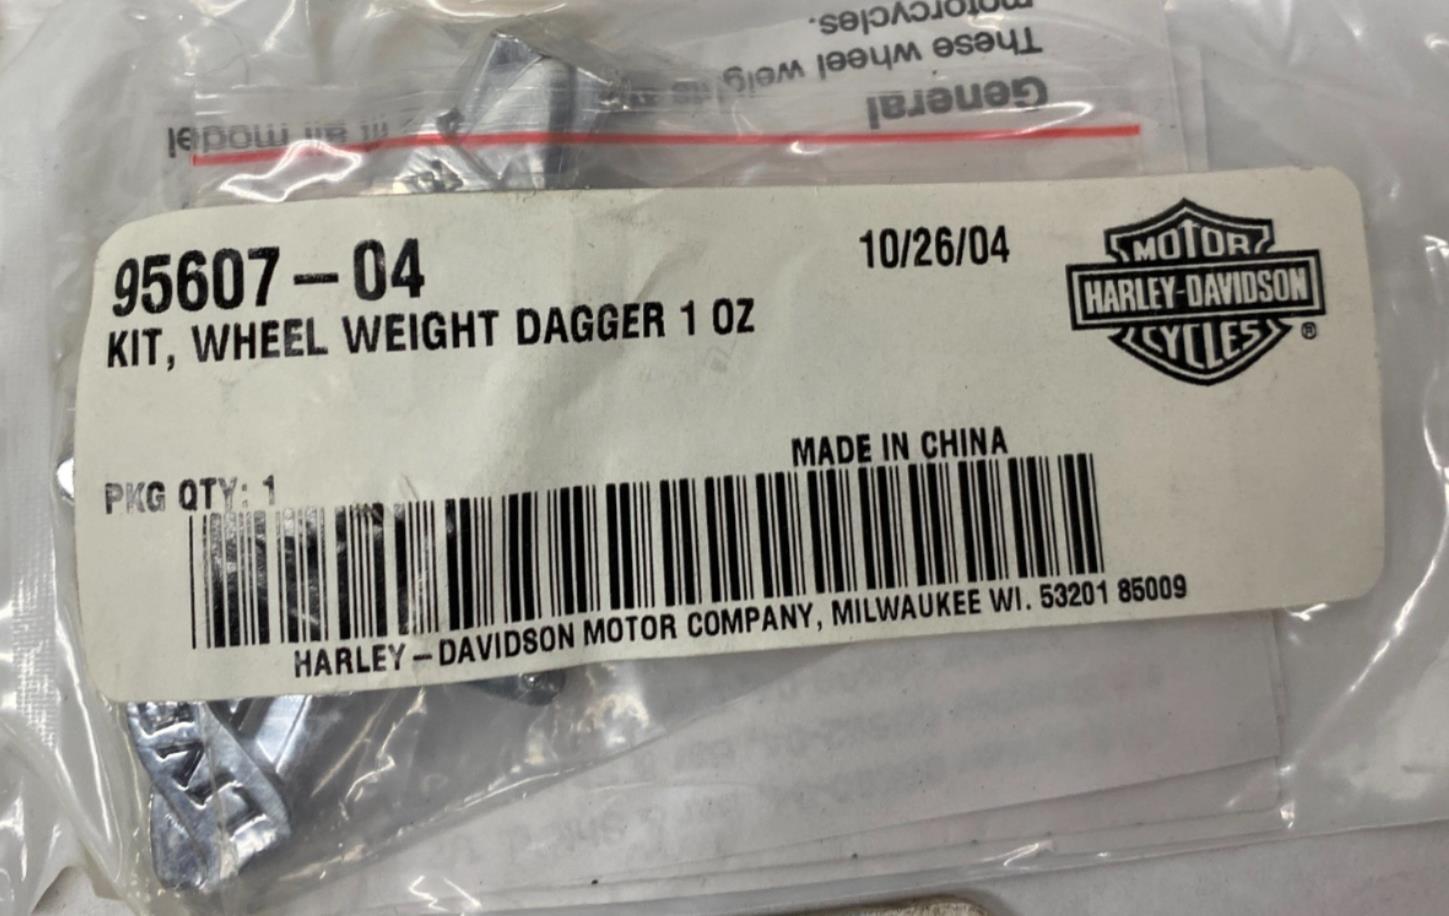 motorcycles.
These wheel
General
fit all model
95607-04
10/26/04
KIT, WHEEL WEIGHT DAGGER 1 OZ
MOTOR
HARLEY-DAVIDSON
CYCLES
®
MADE IN CHINA
PKG QTY: 1
HARLEY-DAVIDSON MOTOR COMPANY, MILWAUKEE WI. 53201 85009